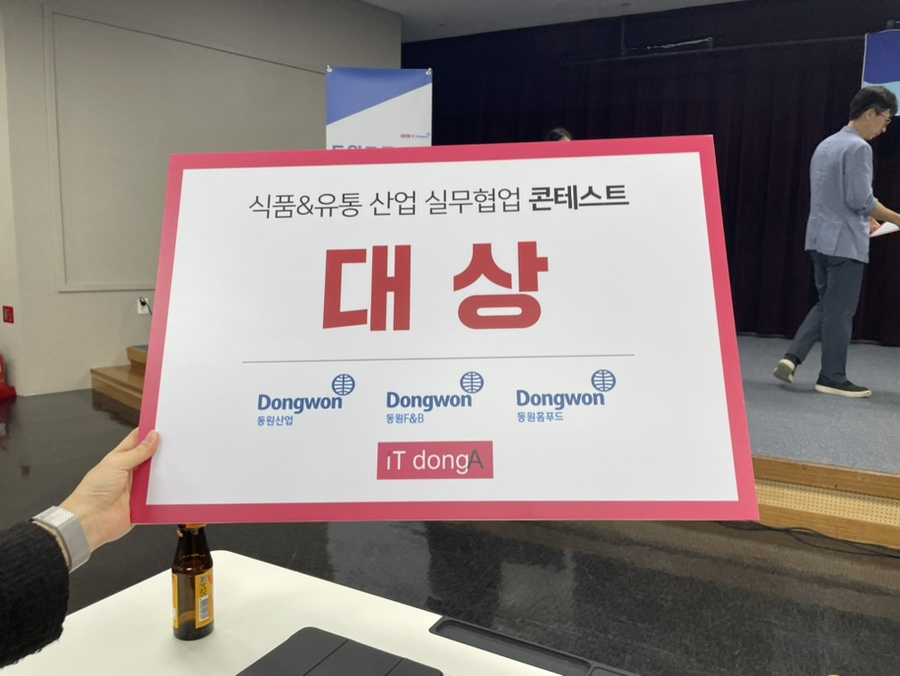 식품&유통 산업 실무협업 콘테스트
대상
Dongwon
동원산업
Dongwon
동원F&B
Dongwon
동원홈푸드
iT dongA